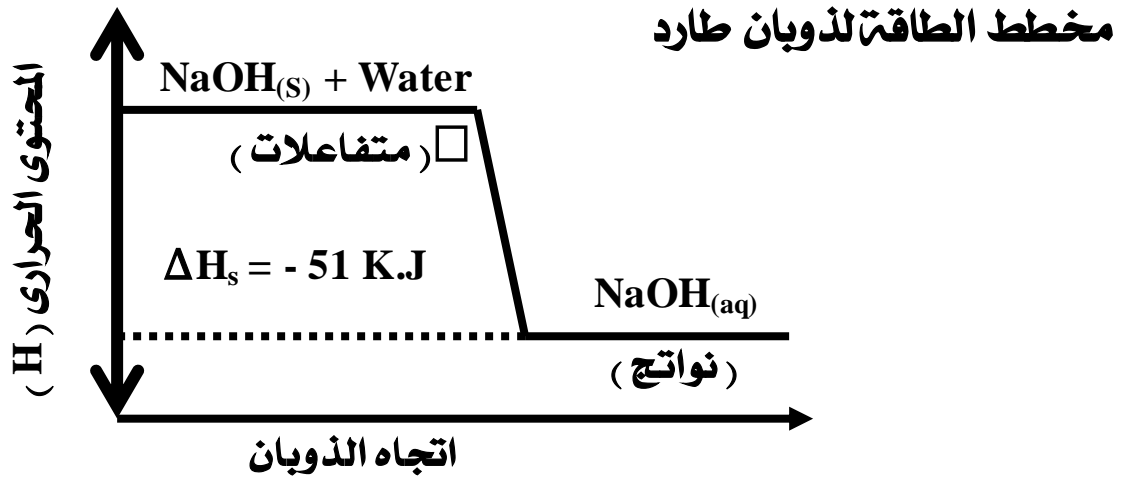 مخطط الطاقة لذوبان طارد
NaOH(S) + Water
( متفاعلات )
المحتوى الحرارى ( H )
ΔHs = - 51 K.J
NaOH(aq)
( نواتج )
اتجاه الذوبان